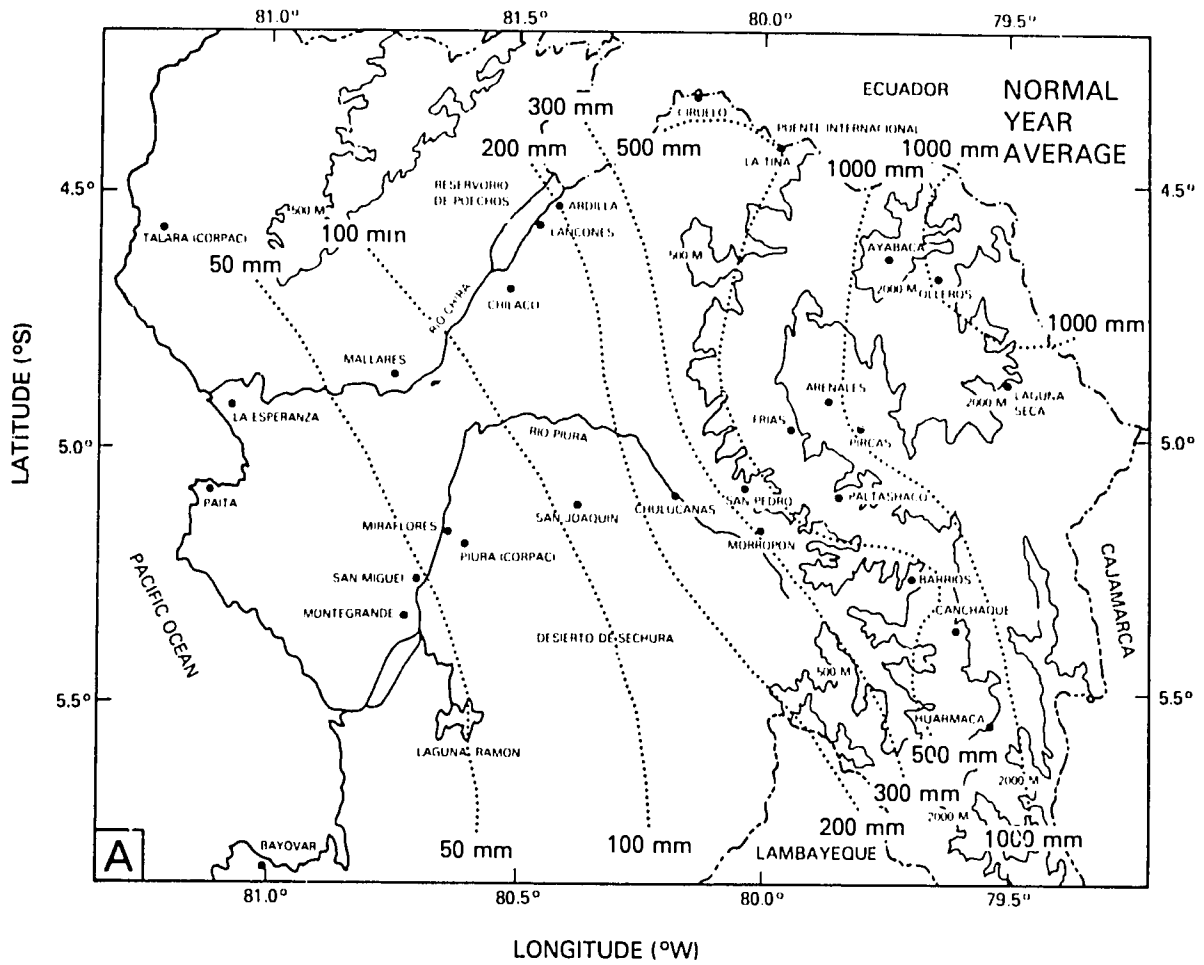 81.0°
81.5°
80.0°
79.5°
ECUADOR
NORMAL
YEAR
AVERAGE
300 mm
CIRUELO
PUENTE INTERNACIONAL
200 mm
500 mm
LA TINA
1000 mm
1000 mm
4.5°
RESERVORIO
DE POECHOS
4.5°
500 M
ARDILLA
TALARA (CORPAC)
100 min
LANCONES
AYABACA
50 mm
500 M
2000 M
OLLEROS
CHILACO
RIO CHIRA
1000 mm
LATITUDE (°S)
MALLARES
ARENALES
LA ESPERANZA
2000 M
LAGUNA
SECA
FRIAS
5.0°
RIO PIURA
PIRCAS
5.0°
PAITA
SAN PEDRO
PALTASHACO
CHULUCANAS
SAN JOAQUIN
MIRAFLORES
MORROPON
PIURA (CORPAC)
PACIFIC OCEAN
SAN MIGUEL
BARRIOS
CAJAMARCA
MONTEGRANDE
CANCHAQUE
DESIERTO DE SECHURA
500 M
5.5°
5.5°
HUARMACA
LAGUNA RAMON
500 mm
2000 M
300 mm
2000 M
200 mm
A
BAYOVAR
50 mm
100 mm
LAMBAYEQUE
1000 mm
81.0°
80.5°
80.0°
79.5°
LONGITUDE (°W)